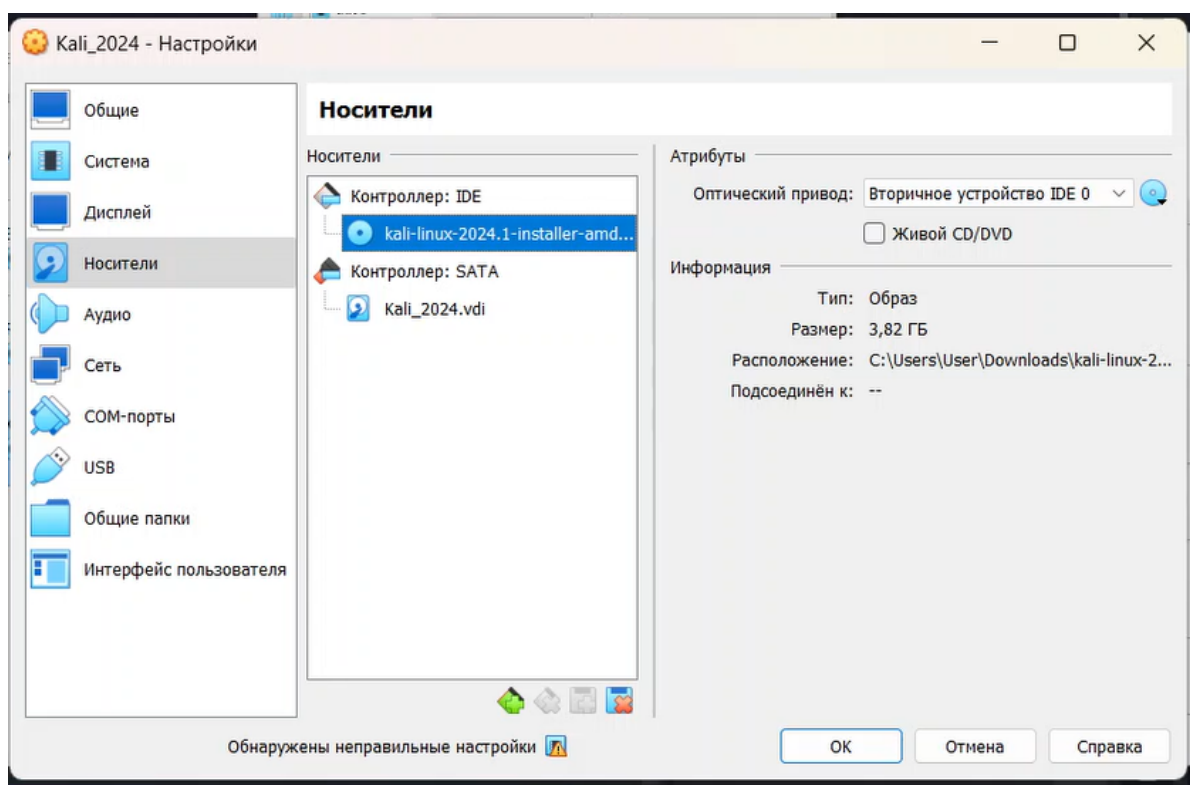 Kali_2024 - Настройки
Общие
Система
Дисплей
Носители
Аудио
Сеть
COM-порты
USB
Общие папки
Интерфейс пользователя
Носители
Носители
Контроллер: IDE
kali-linux-2024.1-installer-amd...
Контроллер: SATA
Kali_2024.vdi
Атрибуты
Оптический привод: Вторичное устройство IDE 0
Живой CD/DVD
Информация
Тип: Образ
Размер: 3,82 ГБ
Расположение: C:\Users\User\Downloads\kali-linux-2...
Подсоединён к: --
Обнаружены неправильные настройки
OK Отмена Справка